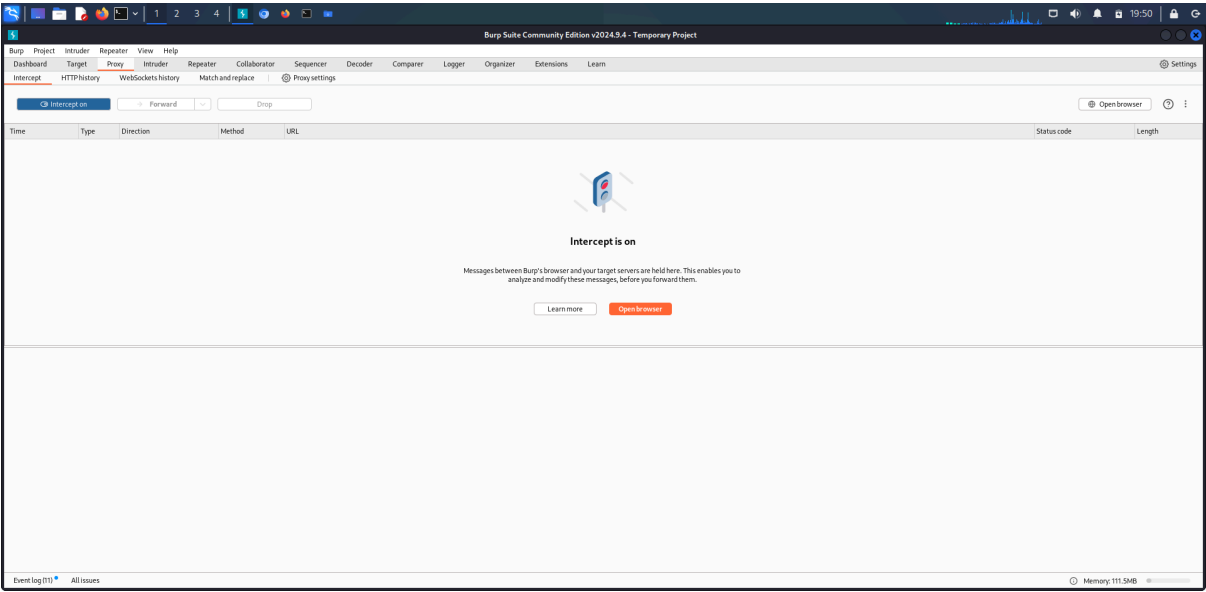 1 2 3 4 19:50
Burp Suite Community Edition v2024.9.4 - Temporary Project
Burp Project Intruder Repeater View Help
Dashboard Target Proxy Intruder Repeater Collaborator Sequencer Decoder Comparer Logger Organizer Extensions Learn Settings
Intercept HTTP history WebSockets history Match and replace Proxy settings
Intercept on Forward Drop Open browser
Time Type Direction Method URL Status code Length
Intercept is on
Messages between Burp's browser and your target servers are held here. This enables you to
analyze and modify these messages, before you forward them.
Learn more Open browser
Event log (11) All issues Memory: 111.5MB